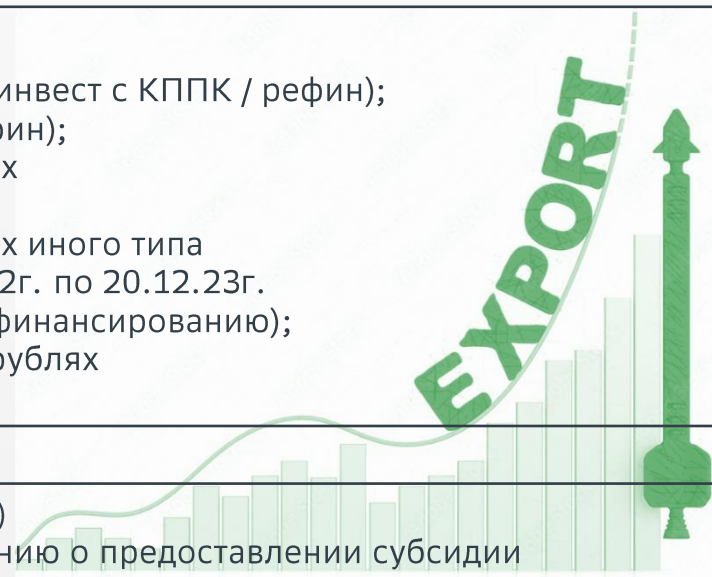 инвест с КППК / рефин);
рин);
х
х иного типа
2г. по 20.12.23г.
финансированию);
рублях
)
нию о предоставлении субсидии
EXPORT